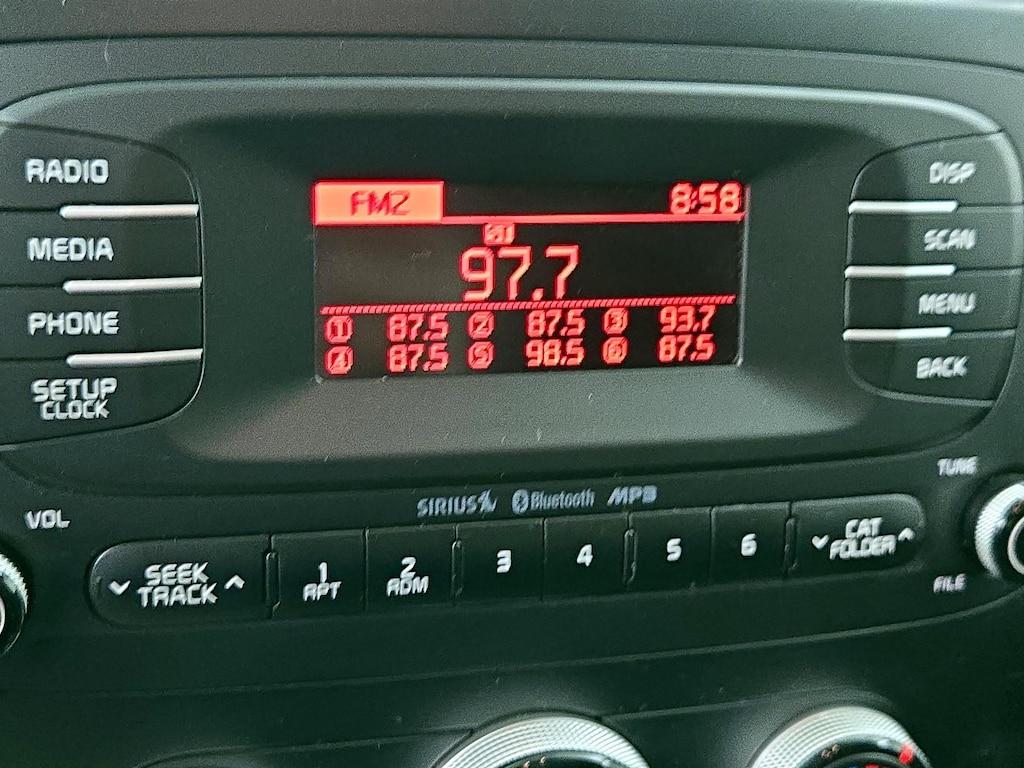 RADIO
MEDIA
PHONE
SETUP
CLOCK
FM2 8:58
97.7
1 87.5 2 87.5 3 93.7
4 87.5 5 98.5 6 87.5
DISP
SCAN
MENU
BACK
SIRIUS Bluetooth MP3
VOL
TUNE
FILE
SEEK
TRACK
1
RPT
2
RDM
3
4
5
6
CAT
FOLDER